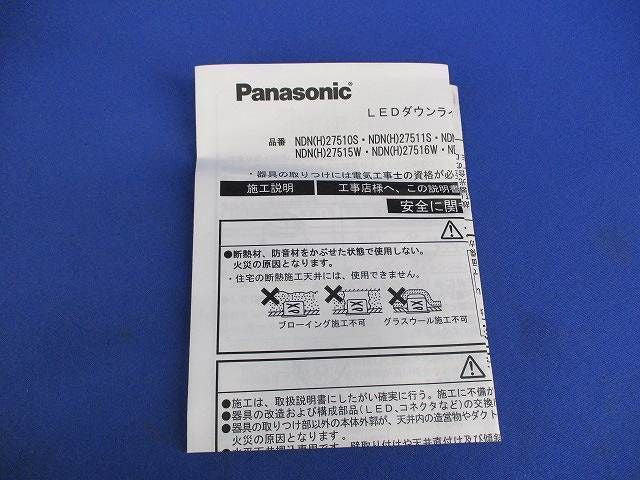 Panasonic®
LEDダウンライ
品番 NDN(H)27510S・NDN(H)27511S・
NDN(H)27515W・NDN(H)27516W・
・器具の取りつけには電気工事士の資格が必
施工説明 工事店様へ、この説明書
安全に関
●断熱材、防音材をかぶせた状態で使用しない。
火災の原因となります。
・住宅の断熱施工天井には、使用できません。
ブローイング施工不可 グラスウール施工不可
●施工は、取扱説明書にしたがい確実に行う。施工に不備が
●器具の改造および構成部品(LED、コネクタなど)の交換
●器具の取りつけ部以外の本体外郭が、天井内の造営物やダクト
火災の原因となります。